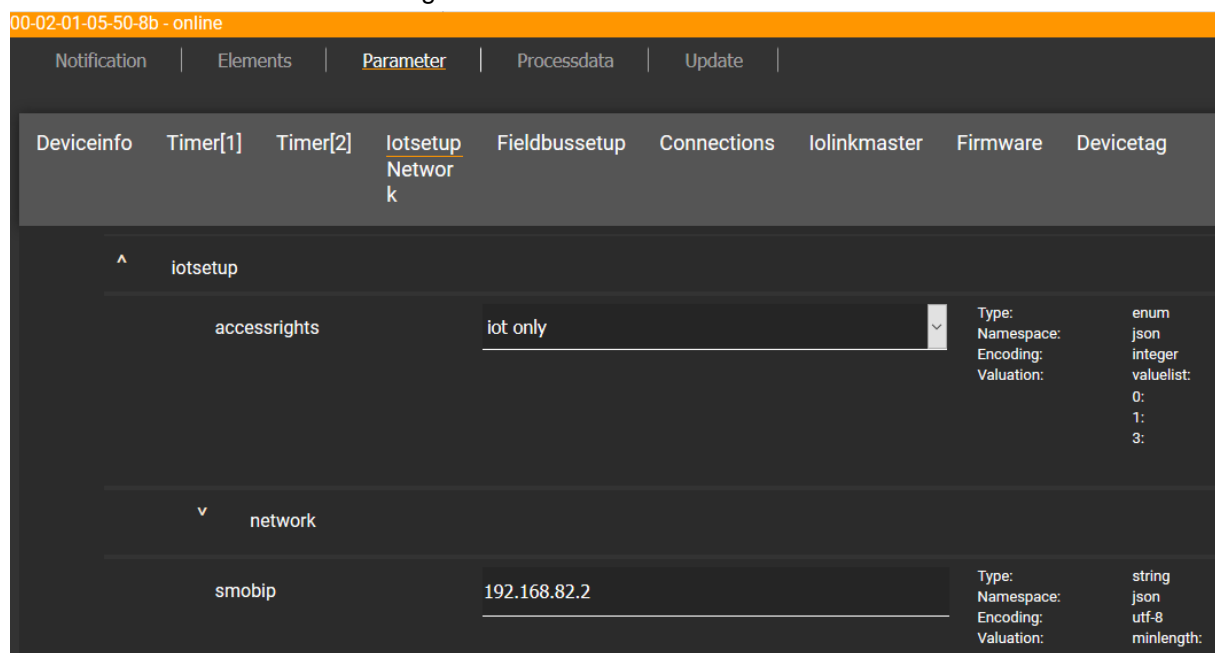 00-02-01-05-50-8b - online
Notification | Elements | Parameter | Processdata | Update |
Deviceinfo Timer[1] Timer[2] Iotsetup Fieldbussetup Connections Iolinkmaster Firmware Devicetag
Networ
k
^ iotsetup
accessrights iot only Type: enum
Namespace: json
Encoding: integer
Valuation: valuelist:
0:
1:
3:
v network
smobip 192.168.82.2 Type: string
Namespace: json
Encoding: utf-8
Valuation: minlength: